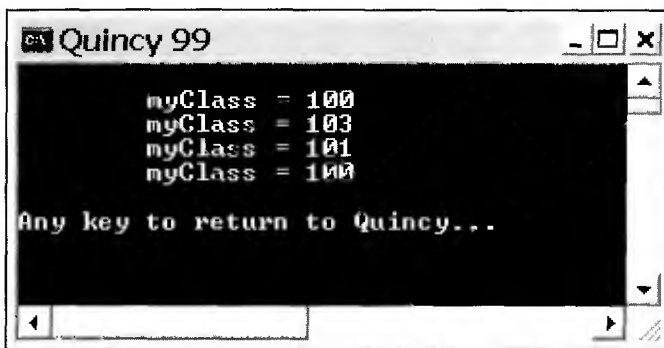 Quincy 99
myClass = 100
myClass = 103
myClass = 101
myClass = 100
Any key to return to Quincy...